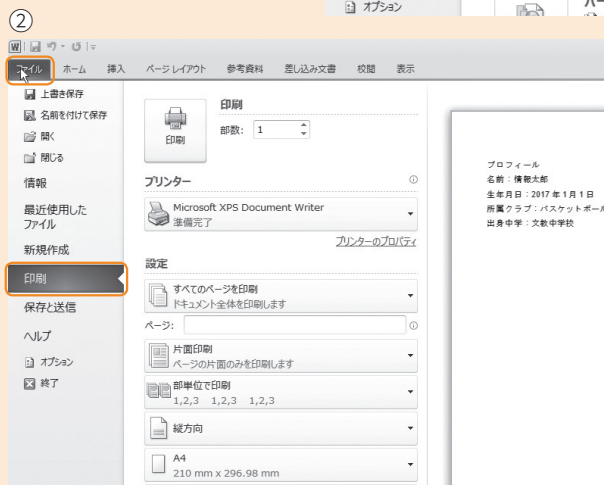 オプション
②
W
ファイル ホーム 挿入 ページ レイアウト 参考資料 差し込み文書 校閲 表示
上書き保存
名前を付けて保存
開く
閉じる
情報
最近使用した
ファイル
新規作成
印刷
保存と送信
ヘルプ
オプション
終了
印刷
印刷
部数: 1
プリンター
Microsoft XPS Document Writer
準備完了
プリンターのプロパティ
設定
すべてのページを印刷
ドキュメント全体を印刷します
ページ:
片面印刷
ページの片面のみを印刷します
部単位で印刷
1,2,3 1,2,3 1,2,3
縦方向
A4
210 mm x 296.98 mm
プロフィール
名前：情報太郎
生年月日：2017 年 1 月 1 日
所属クラブ：バスケットボール
出身中学：文教中学校